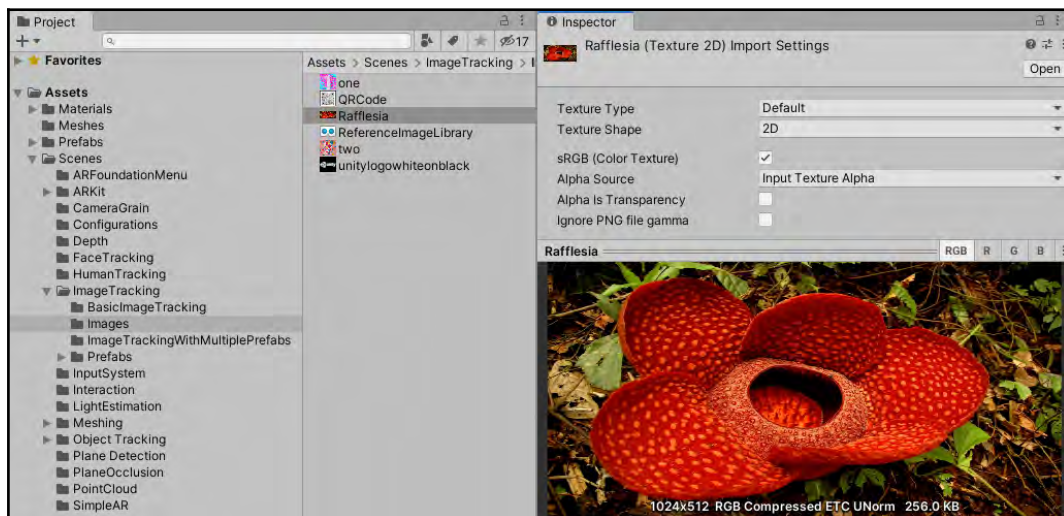 Project
17
Favorites
Assets
Materials
Meshes
Prefabs
Scenes
ARFoundationMenu
ARKit
CameraGrain
Configurations
Depth
FaceTracking
HumanTracking
ImageTracking
BasicImageTracking
Images
ImageTrackingWithMultiplePrefabs
Prefabs
InputSystem
Interaction
LightEstimation
Meshing
Object Tracking
Plane Detection
PlaneOcclusion
PointCloud
SimpleAR
Assets > Scenes > ImageTracking > I
one
QRCode
Rafflesia
ReferenceImageLibrary
two
unitylogowhiteonblack
Inspector
Rafflesia (Texture 2D) Import Settings
Open
Texture Type Default
Texture Shape 2D
sRGB (Color Texture)
Alpha Source Input Texture Alpha
Alpha Is Transparency
Ignore PNG file gamma
Rafflesia RGB R G B
1024x512 RGB Compressed ETC UNorm 256.0 KB